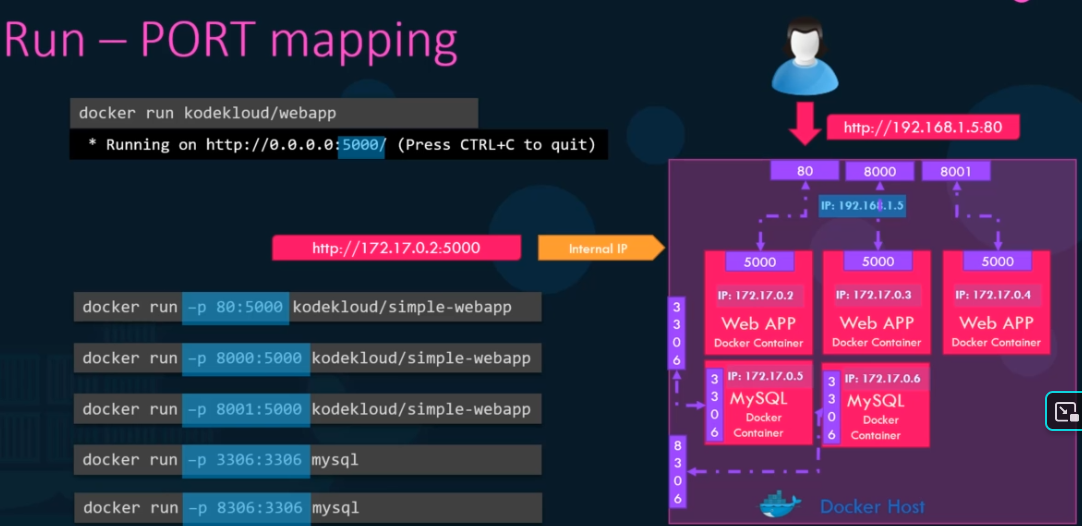 Run – PORT mapping
docker run kodekloud/webapp
* Running on http://0.0.0.0:5000/ (Press CTRL+C to quit)
http://192.168.1.5:80
80
8000
8001
IP: 192.168.1.5
http://172.17.0.2:5000
Internal IP
5000
5000
5000
IP: 172.17.0.2
IP: 172.17.0.3
IP: 172.17.0.4
Web APP
Docker Container
Web APP
Docker Container
Web APP
Docker Container
docker run -p 80:5000 kodekloud/simple-webapp
docker run -p 8000:5000 kodekloud/simple-webapp
docker run -p 8001:5000 kodekloud/simple-webapp
docker run -p 3306:3306 mysql
docker run -p 8306:3306 mysql
3306
3306
IP: 172.17.0.5
MySQL
Docker
Container
3306
IP: 172.17.0.6
MySQL
Docker
Container
8306
Docker Host